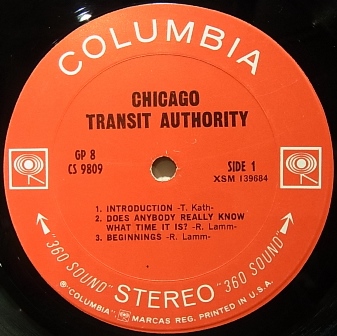 COLUMBIA
CHICAGO
TRANSIT AUTHORITY
GP 8
CS 9809
SIDE 1
XSM 139684
1. INTRODUCTION -T. Kath-
2. DOES ANYBODY REALLY KNOW
WHAT TIME IT IS? -R. Lamm-
3. BEGINNINGS -R. Lamm-
"360 SOUND" STEREO "360 SOUND"
® "COLUMBIA", MARCAS REG. PRINTED IN U.S.A.